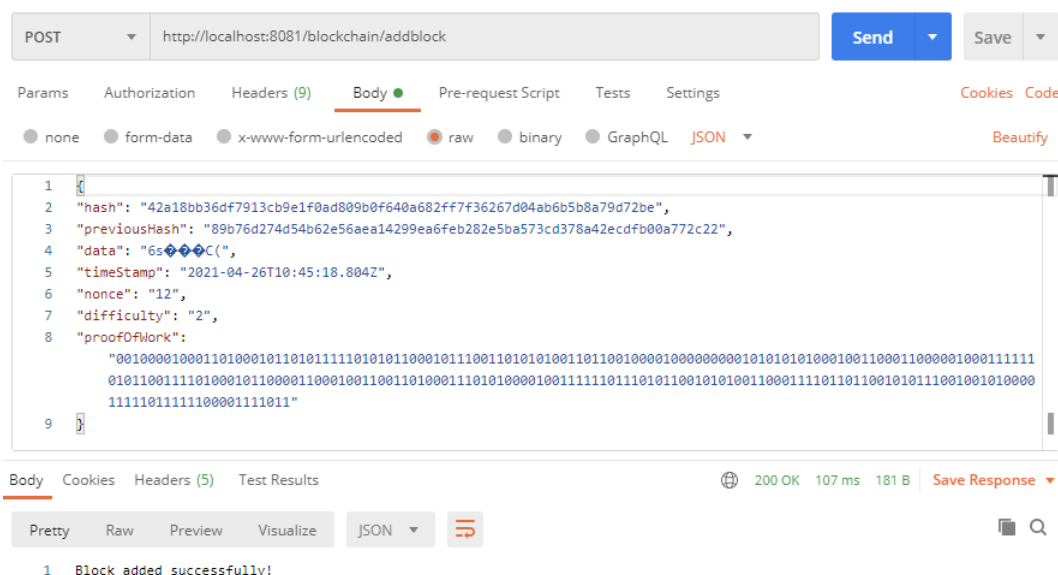 POST http://localhost:8081/blockchain/addblock Send Save
Params Authorization Headers (9) Body Pre-request Script Tests Settings Cookies Code
none form-data x-www-form-urlencoded raw binary GraphQL JSON Beautify
1 {
2 "hash": "42a18bb36df7913cb9e1f0ad809b0f640a682ff7f36267d04ab6b5b8a79d72be",
3 "previousHash": "89b76d274d54b62e56aea14299ea6feb282e5ba573cd378a42ecdfb00a772c22",
4 "data": "6s���C(",
5 "timeStamp": "2021-04-26T10:45:18.804Z",
6 "nonce": "12",
7 "difficulty": "2",
8 "proofOfWork":
9 }
Body Cookies Headers (5) Test Results 200 OK 107 ms 181 B Save Response
Pretty Raw Preview Visualize JSON
1 Block added successfully!